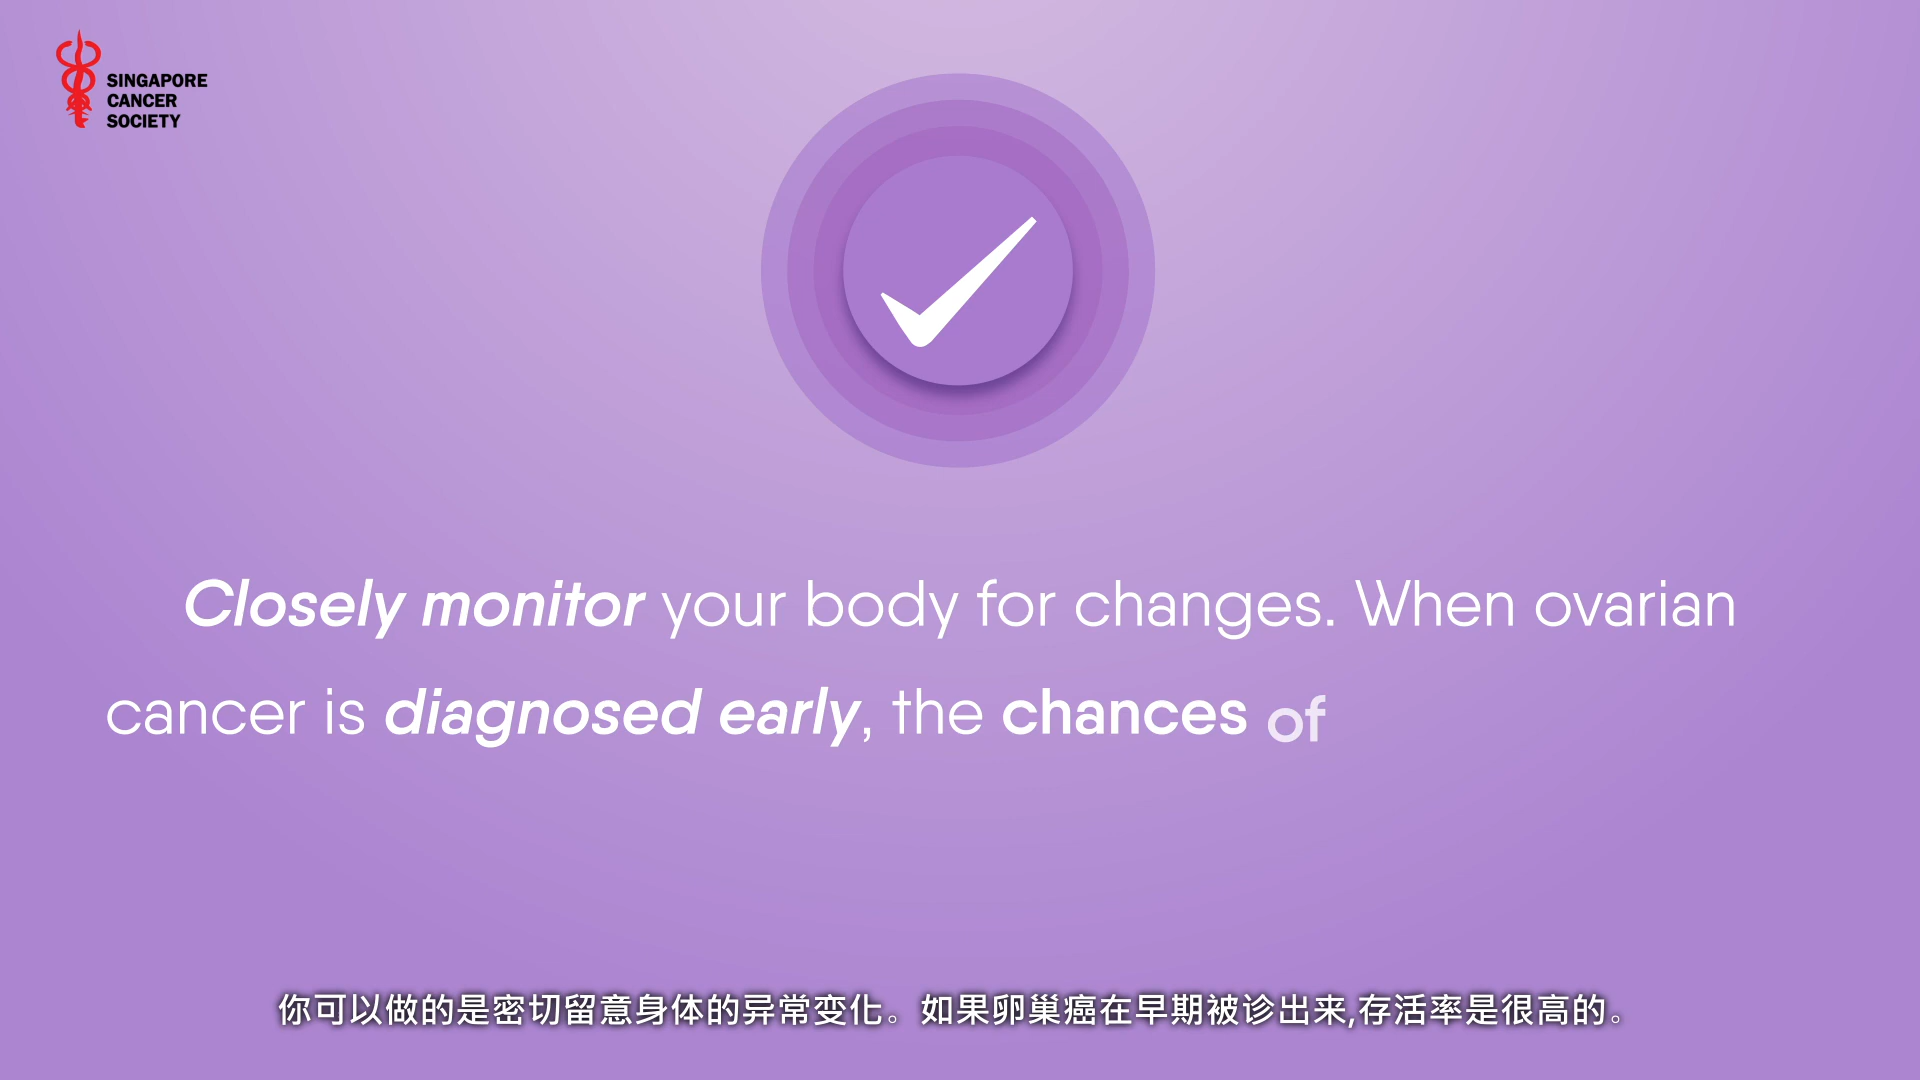 SINGAPORE
CANCER
SOCIETY
Closely monitor your body for changes. When ovarian
cancer is diagnosed early, the chances of
你可以做的是密切留意身体的异常变化。如果卵巢癌在早期被诊出来,存活率是很高的。